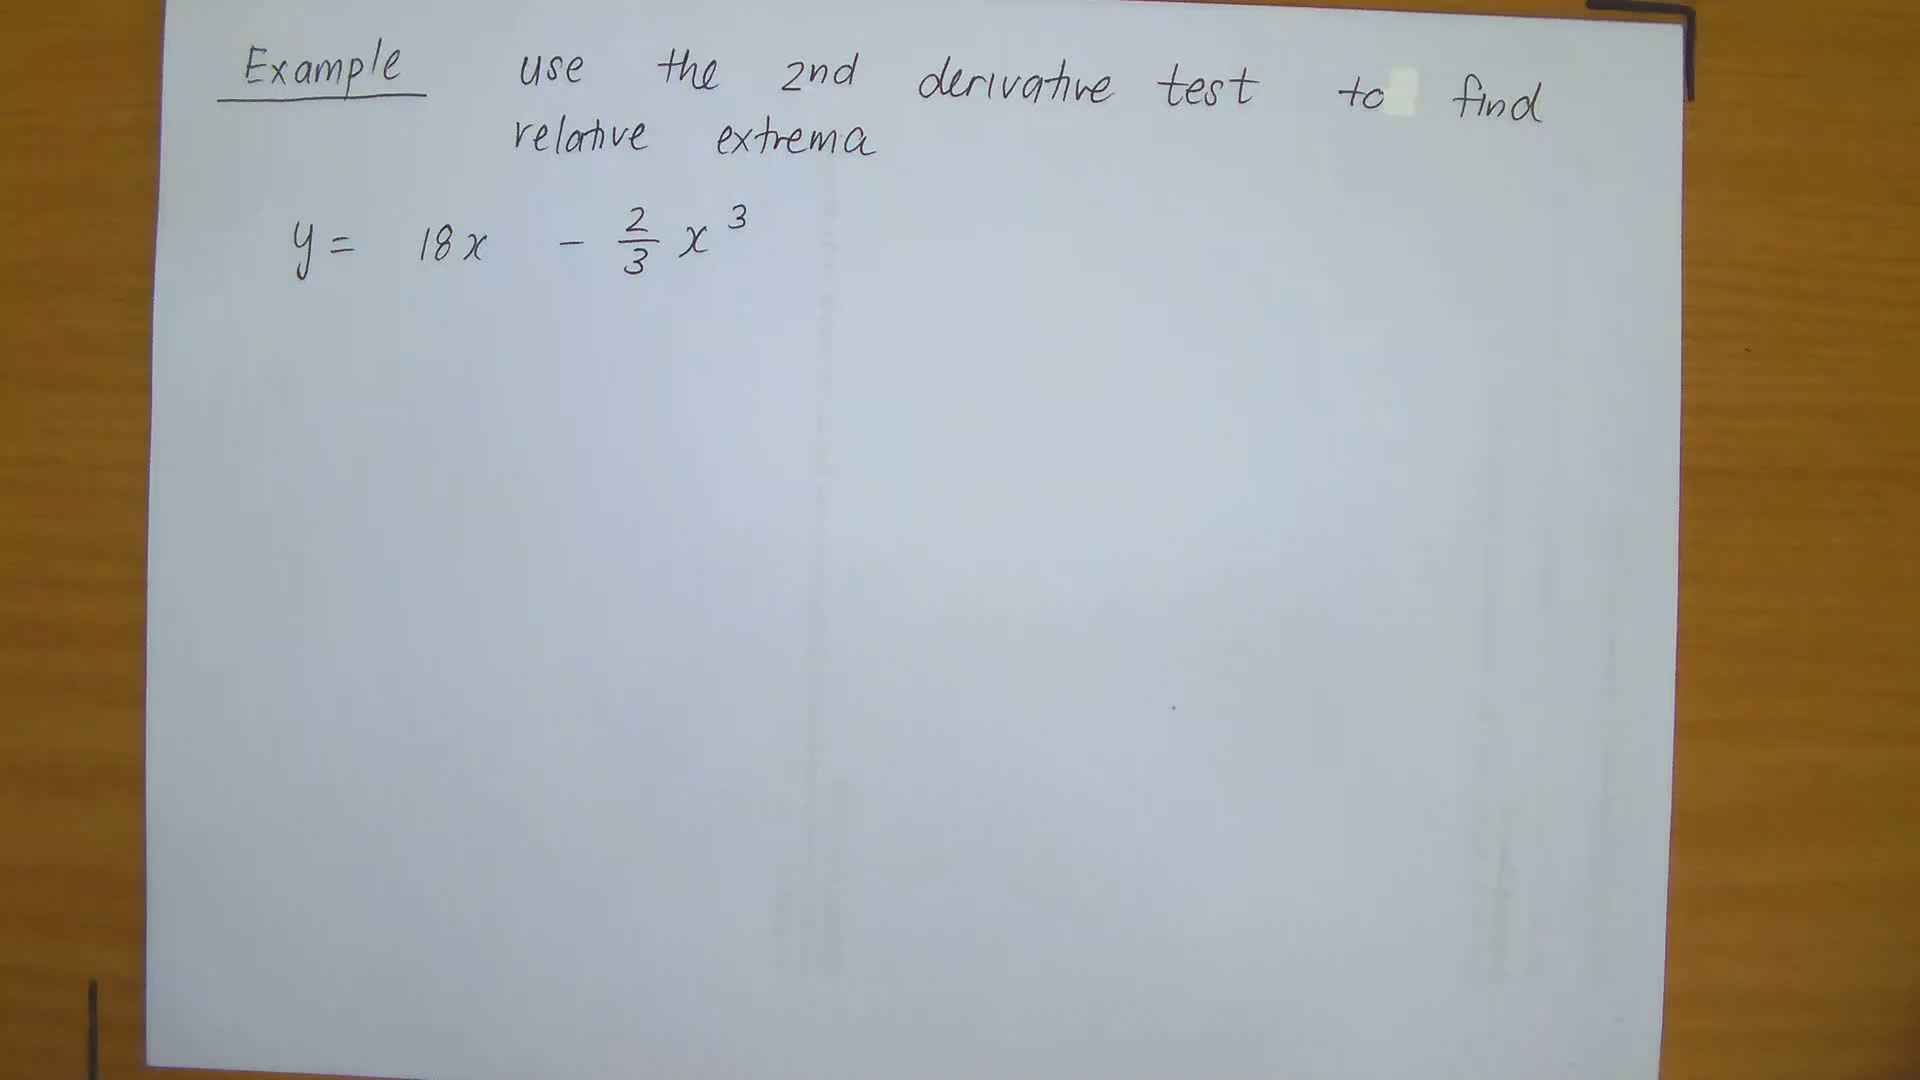 Example use the 2nd derivative test to find
relative extrema
y = 18x - 2/3 x^3